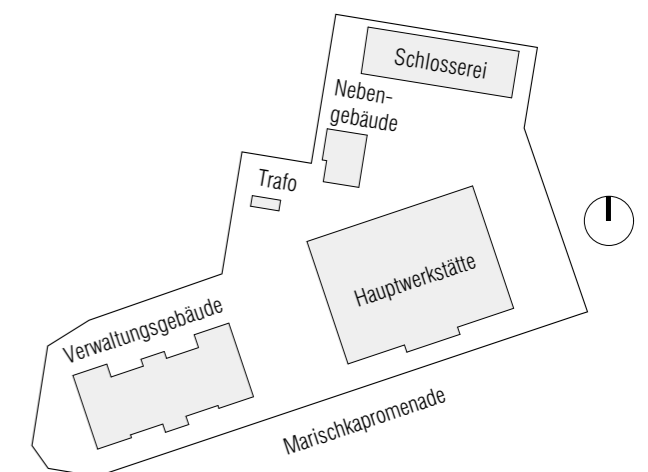 Schlosserei
Neben-
gebäude
Trafo
Hauptwerkstätte
Verwaltungsgebäude
Marischkapromenade